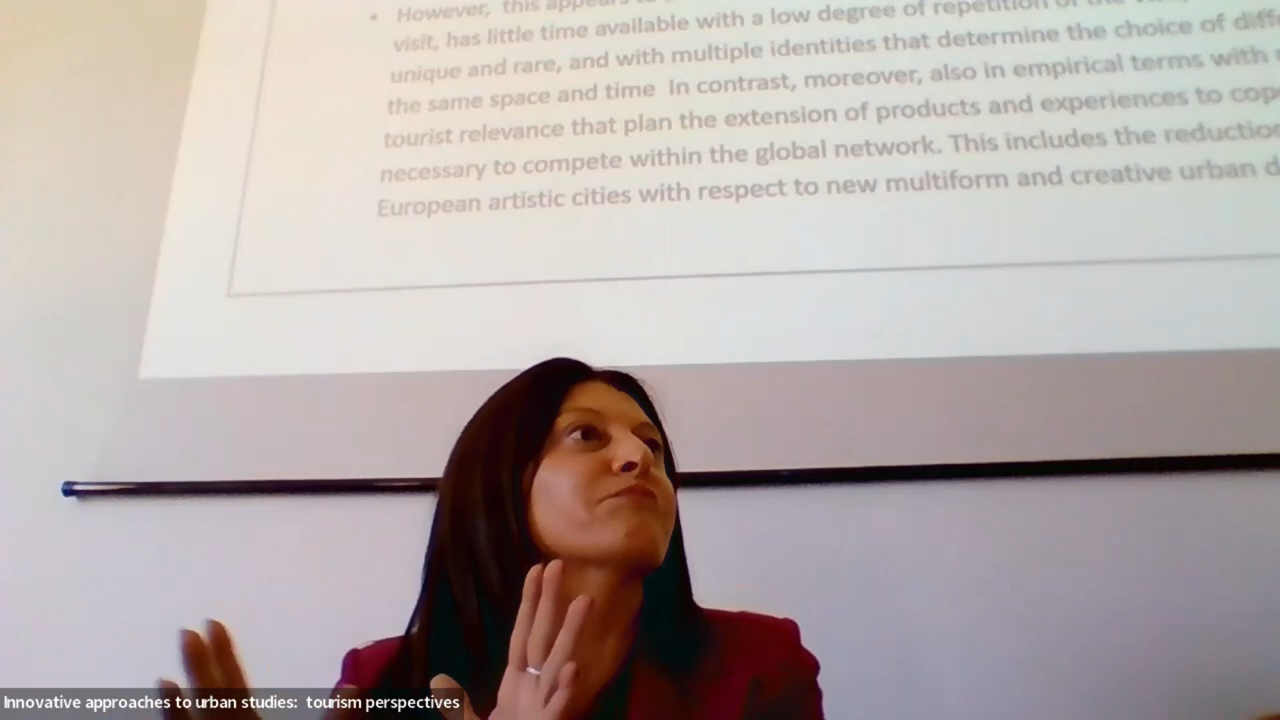 • However, this appears
visit, has little time available with a low degree of repetition of the
unique and rare, and with multiple identities that determine the choice of
the same space and time In contrast, moreover, also in empirical terms with
tourist relevance that plan the extension of products and experiences to
necessary to compete within the global network. This includes the reduction
European artistic cities with respect to new multiform and creative urban
Innovative approaches to urban studies: tourism perspectives